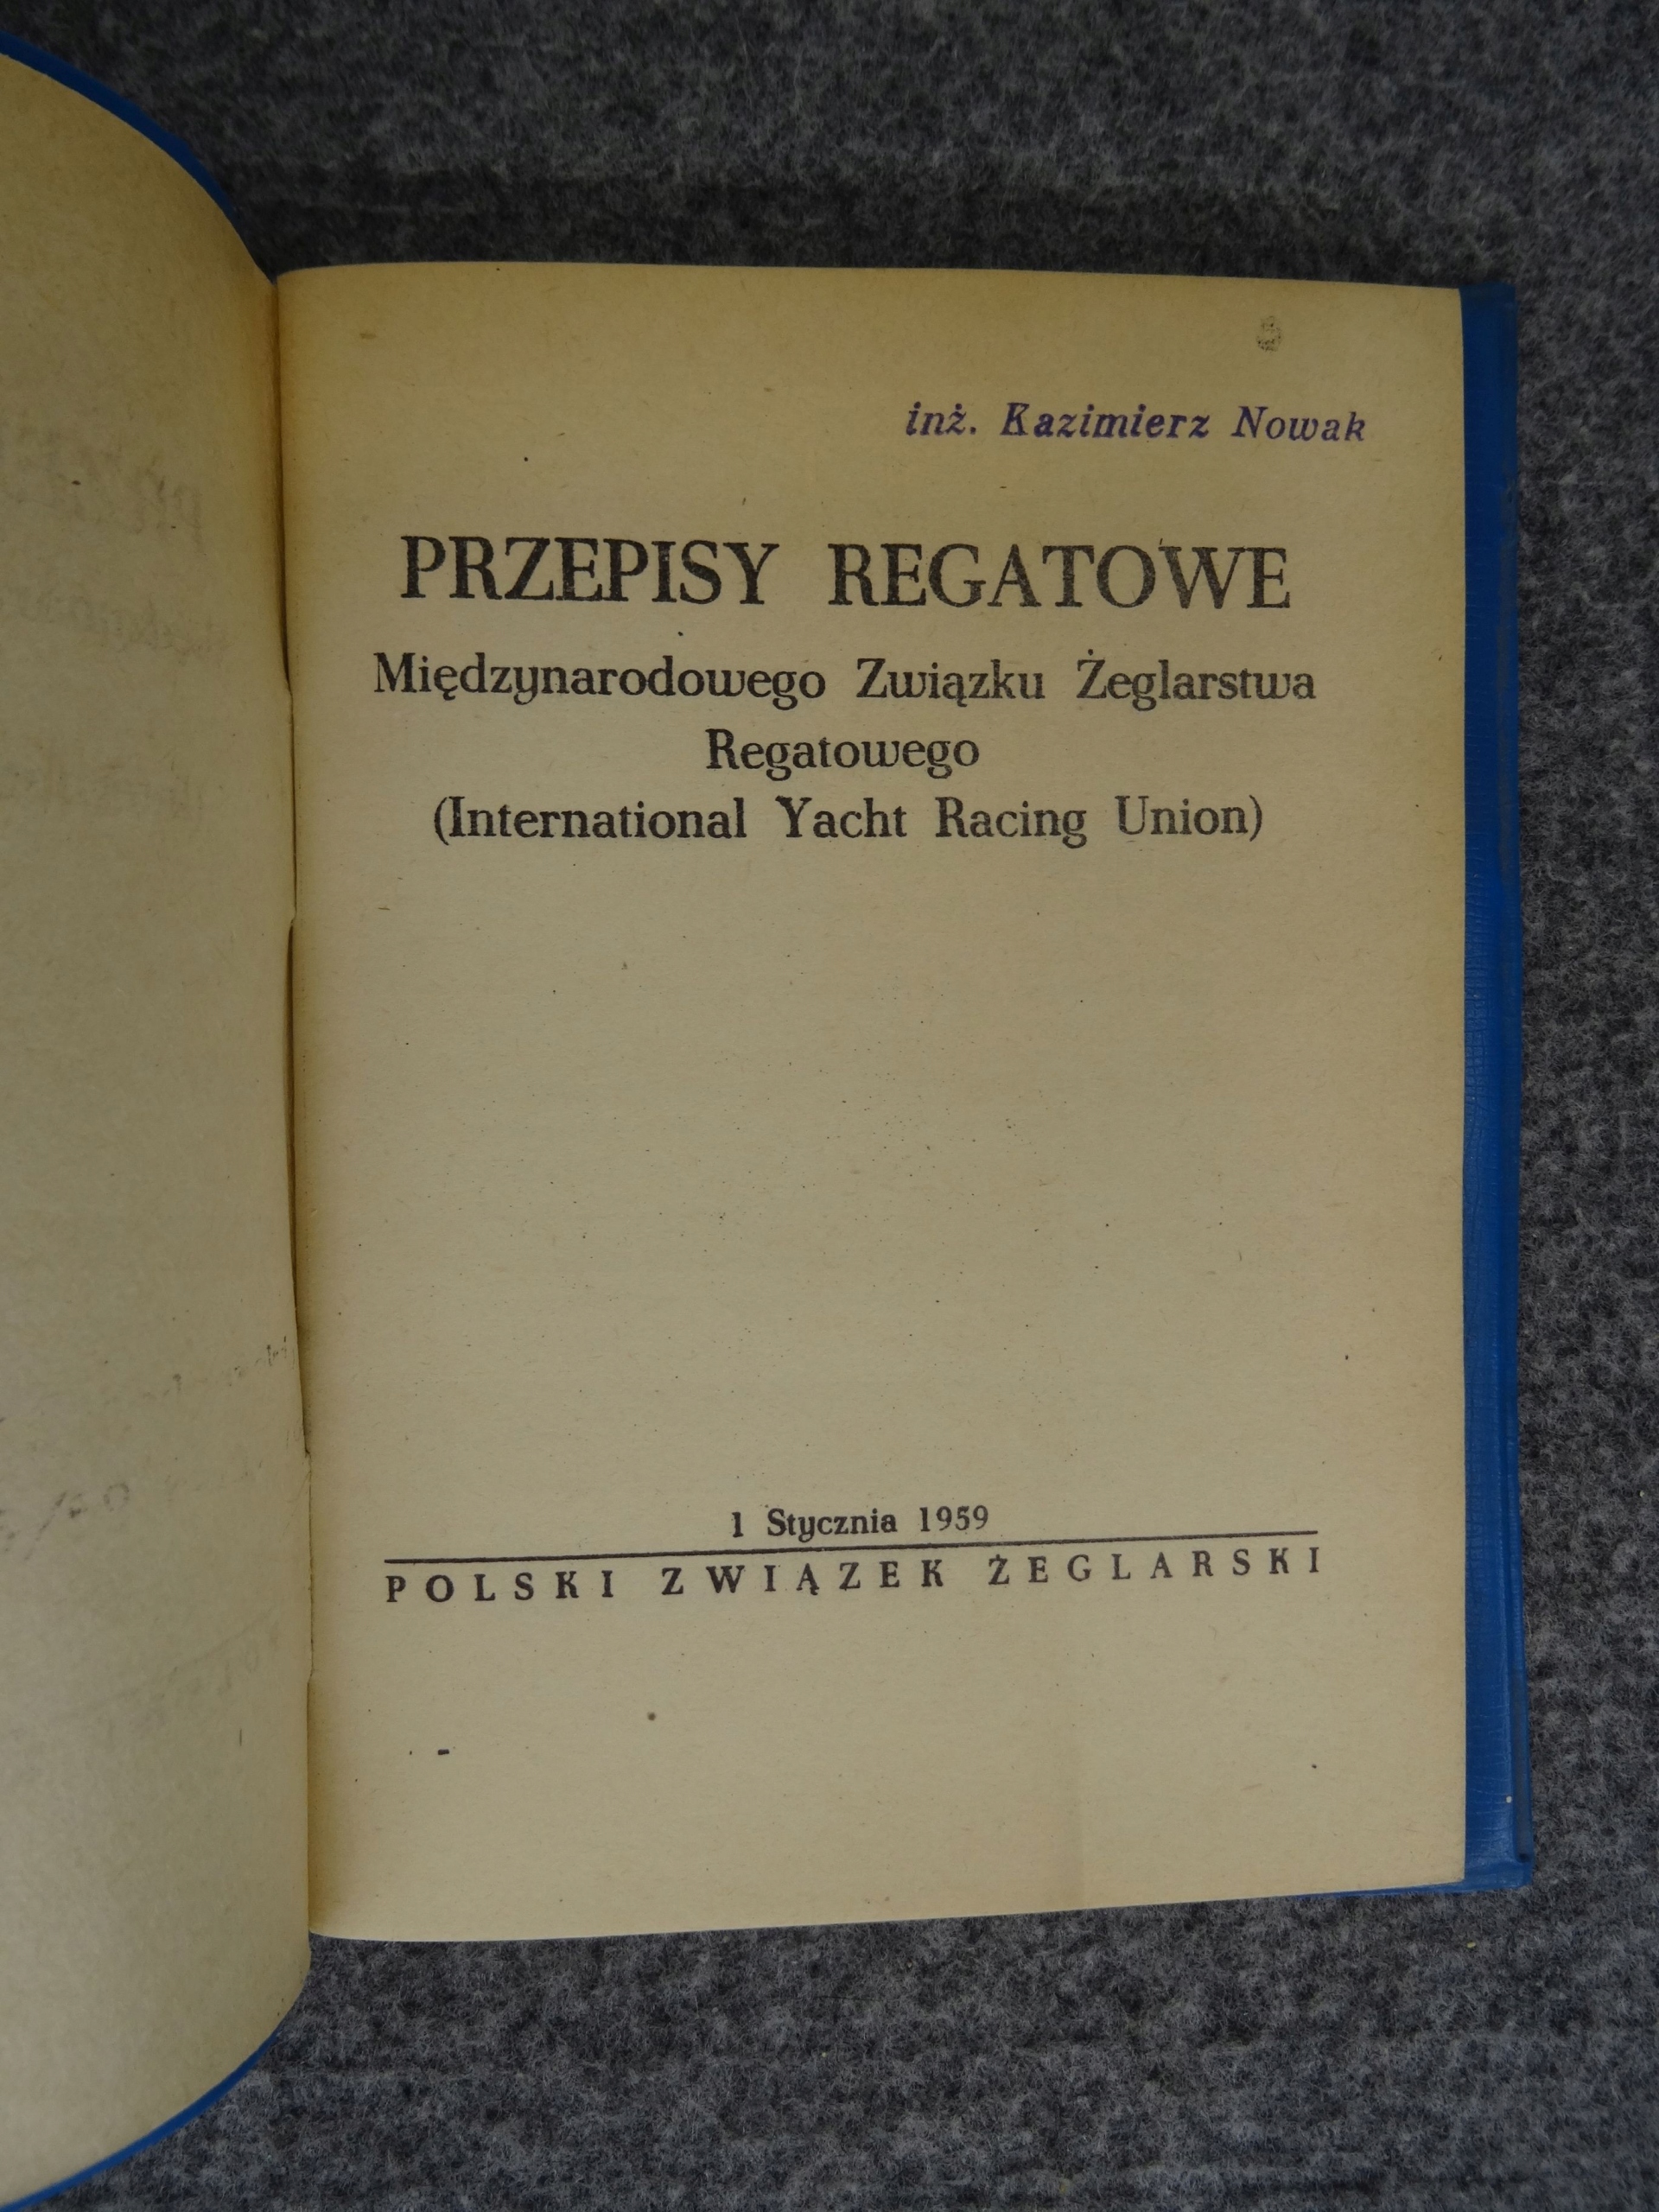 inż. Kazimierz Nowak
PRZEPISY REGATOWE
Międzynarodowego Związku Żeglarstwa
Regatowego
(International Yacht Racing Union)
1 Stycznia 1959
POLSKI ZWIĄZEK ŻEGLARSKI